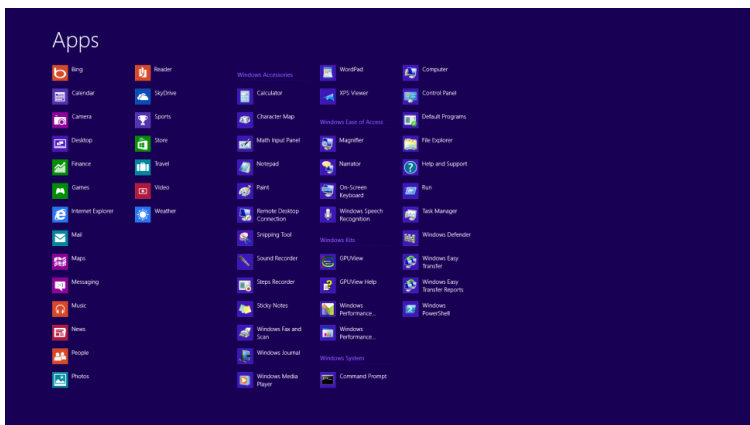 Apps
Bing
Calendar
Camera
Desktop
Finance
Games
Internet Explorer
Mail
Maps
Messaging
Music
News
People
Photos
Reader
SkyDrive
Sports
Store
Travel
Video
Weather
Windows Accessories
Calculator
Character Map
Math Input Panel
Notepad
Paint
Remote Desktop
Connection
Snipping Tool
Sound Recorder
Steps Recorder
Sticky Notes
Windows Fax and
Scan
Windows Journal
Windows Media
Player
WordPad
XPS Viewer
Windows Ease of Access
Magnifier
Narrator
On-Screen
Keyboard
Windows Speech
Recognition
Windows Kits
GPUView
GPUView Help
Windows
Performance...
Windows
Performance...
Windows System
Command Prompt
Computer
Control Panel
Default Programs
File Explorer
Help and Support
Run
Task Manager
Windows Defender
Windows Easy
Transfer
Windows Easy
Transfer Reports
Windows
PowerShell